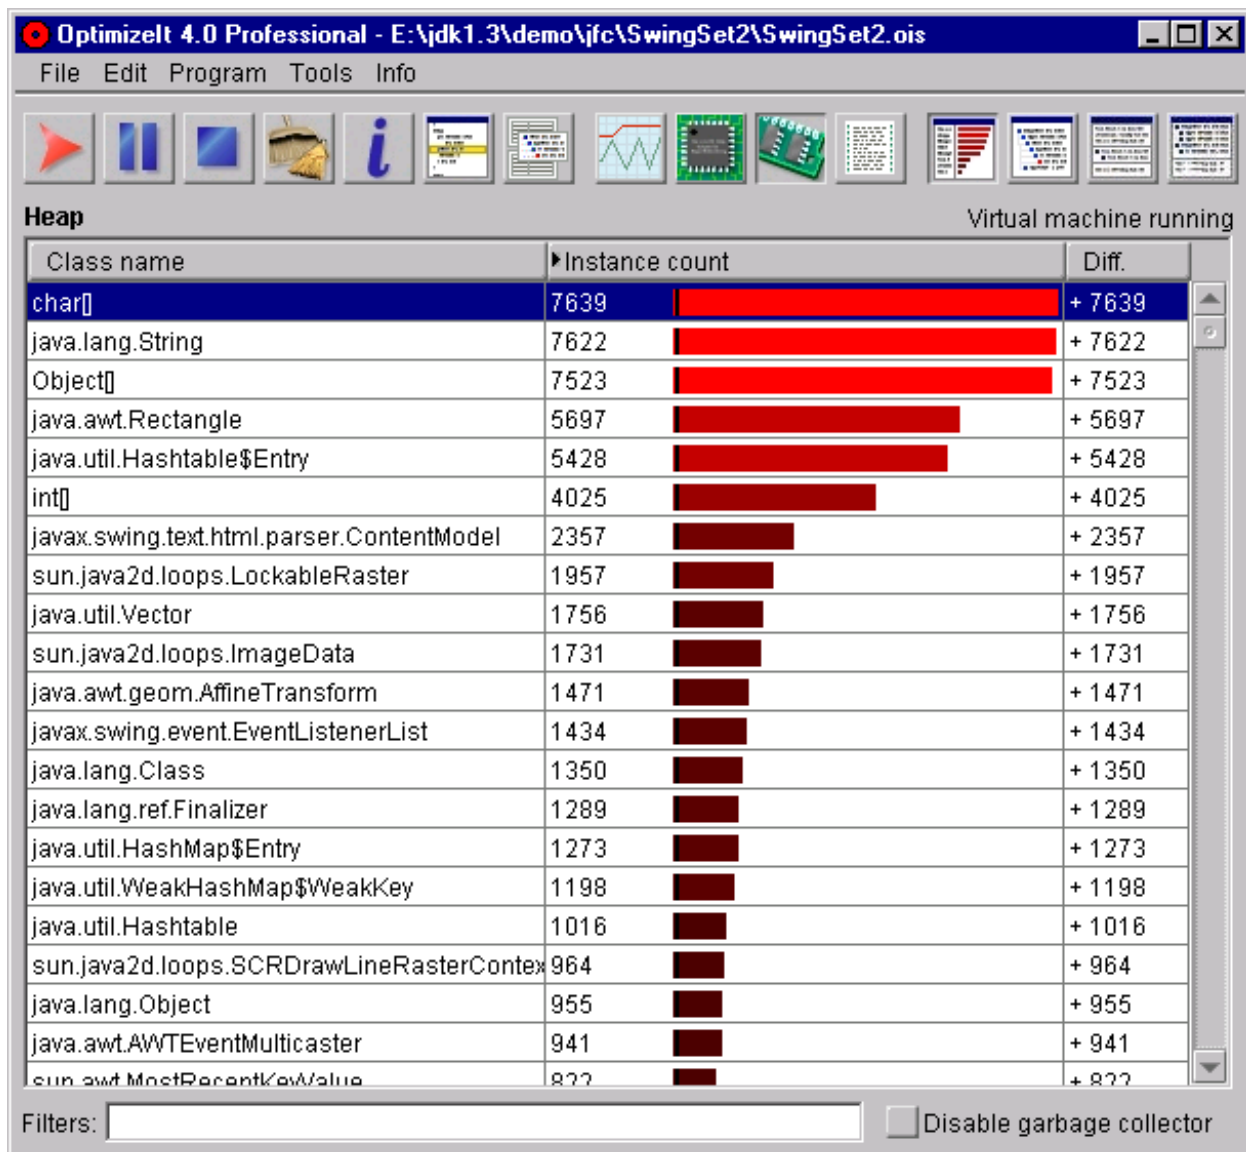 OptimizeIt 4.0 Professional - E:\jdk1.3\demo\jfc\SwingSet2\SwingSet2.ois
File Edit Program Tools Info
Heap Virtual machine running
Class name Instance count Diff.
char[] 7639 + 7639
java.lang.String 7622 + 7622
Object[] 7523 + 7523
java.awt.Rectangle 5697 + 5697
java.util.Hashtable$Entry 5428 + 5428
int[] 4025 + 4025
javax.swing.text.html.parser.ContentModel 2357 + 2357
sun.java2d.loops.LockableRaster 1957 + 1957
java.util.Vector 1756 + 1756
sun.java2d.loops.ImageData 1731 + 1731
java.awt.geom.AffineTransform 1471 + 1471
javax.swing.event.EventListenerList 1434 + 1434
java.lang.Class 1350 + 1350
java.lang.ref.Finalizer 1289 + 1289
java.util.HashMap$Entry 1273 + 1273
java.util.WeakHashMap$WeakKey 1198 + 1198
java.util.Hashtable 1016 + 1016
sun.java2d.loops.SCRDrawLineRasterContex 964 + 964
java.lang.Object 955 + 955
java.awt.AWTEventMulticaster 941 + 941
sun.awt.MostRecentKeyValue 822 + 822
Filters: Disable garbage collector